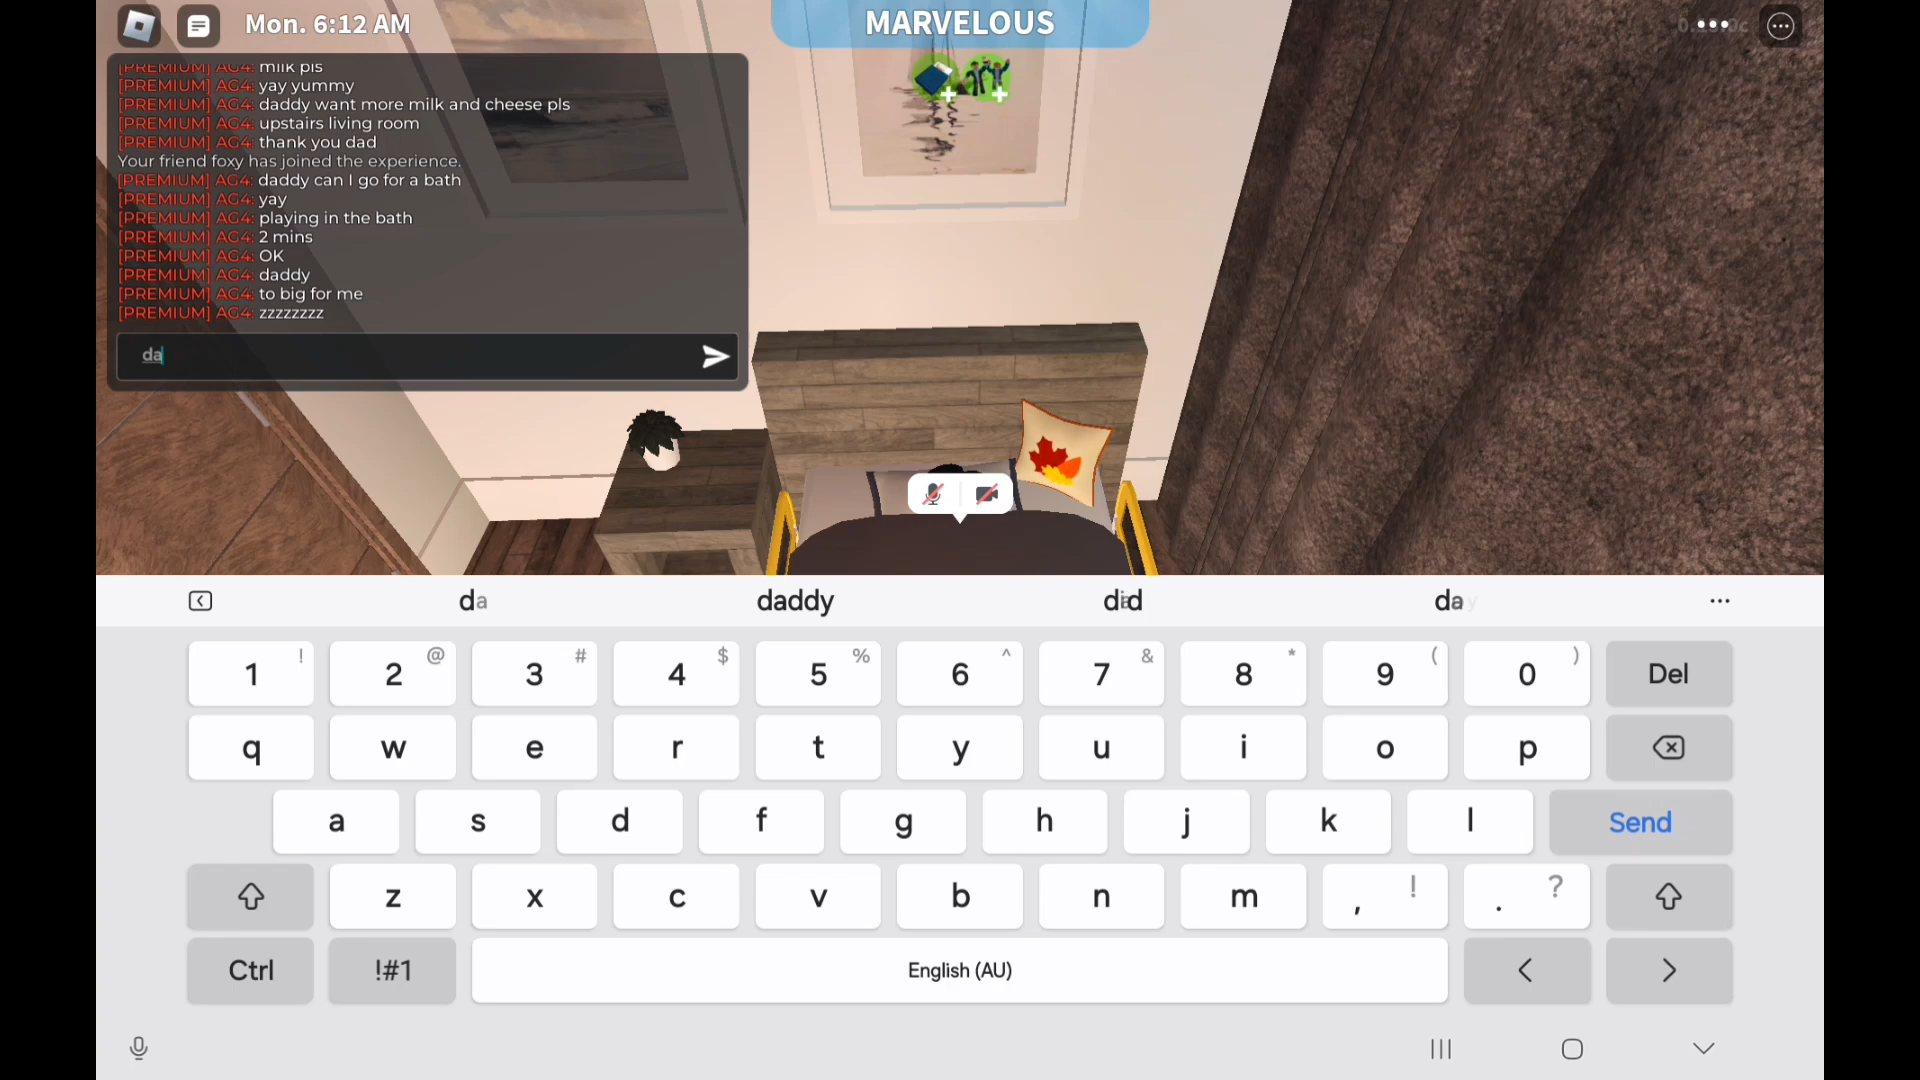 Mon. 6:12 AM
MARVELOUS
[PREMIUM] AG4: milk pls
[PREMIUM] AG4: yay yummy
[PREMIUM] AG4: daddy want more milk and cheese pls
[PREMIUM] AG4: upstairs living room
[PREMIUM] AG4: thank you dad
Your friend foxy has joined the experience.
[PREMIUM] AG4: daddy can I go for a bath
[PREMIUM] AG4: yay
[PREMIUM] AG4: playing in the bath
[PREMIUM] AG4: 2 mins
[PREMIUM] AG4: OK
[PREMIUM] AG4: daddy
[PREMIUM] AG4: to big for me
[PREMIUM] AG4: zzzzzzzz
da
da daddy did day
1 ! 2 @ 3 # 4 $ 5 % 6 ^ 7 & 8 * 9 ( 0 ) Del
q w e r t y u i o p
a s d f g h j k l Send
z x c v b n m , ! . ?
Ctrl !#1 English (AU) < >